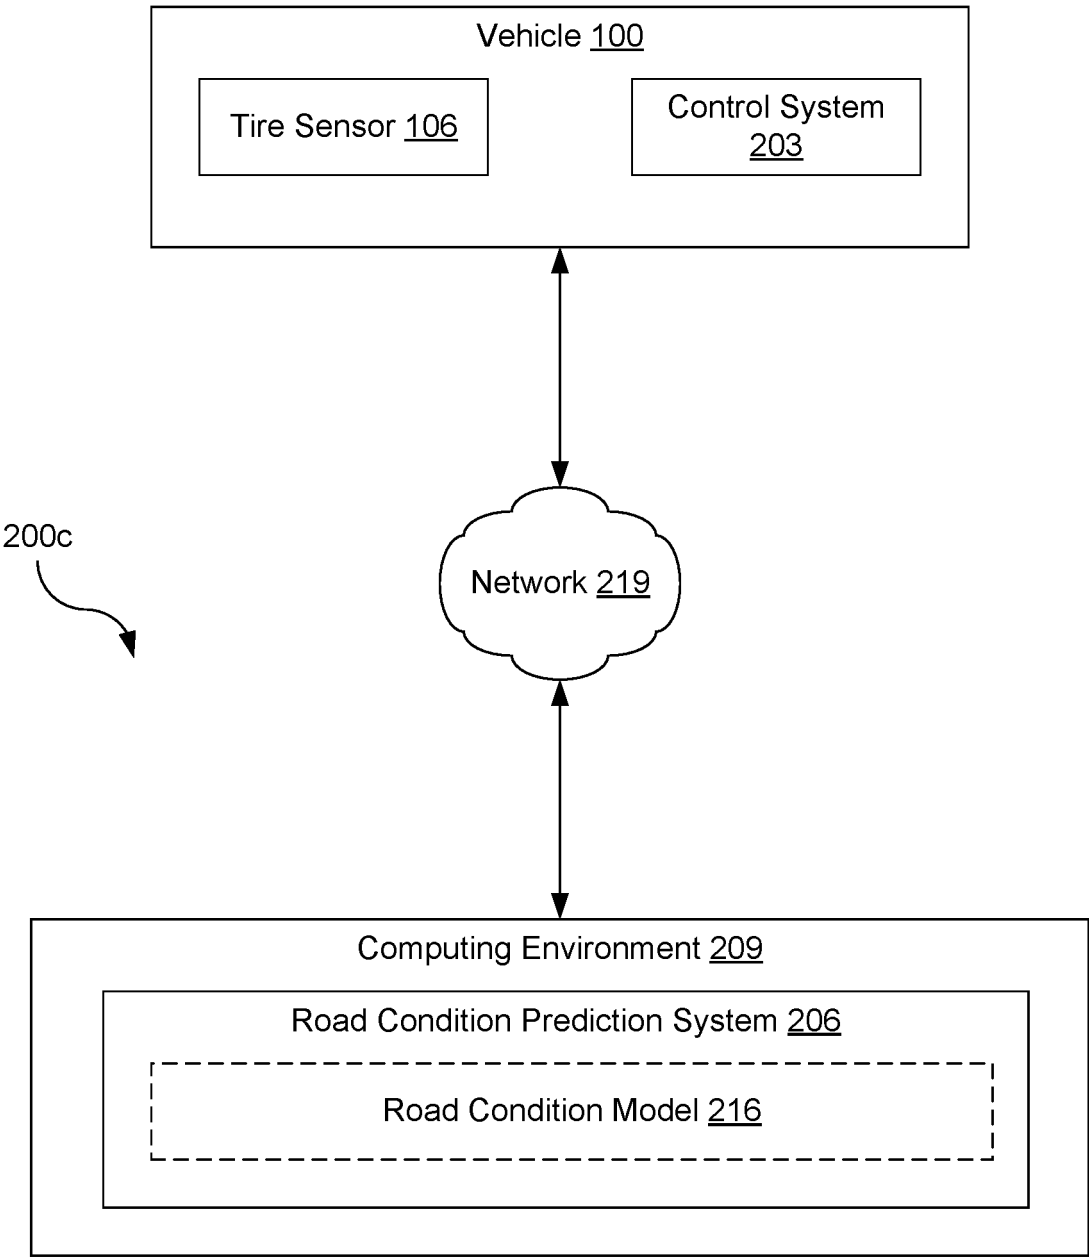 Vehicle 100
Tire Sensor 106
Control System
203
200c
Network 219
Computing Environment 209
Road Condition Prediction System 206
Road Condition Model 216